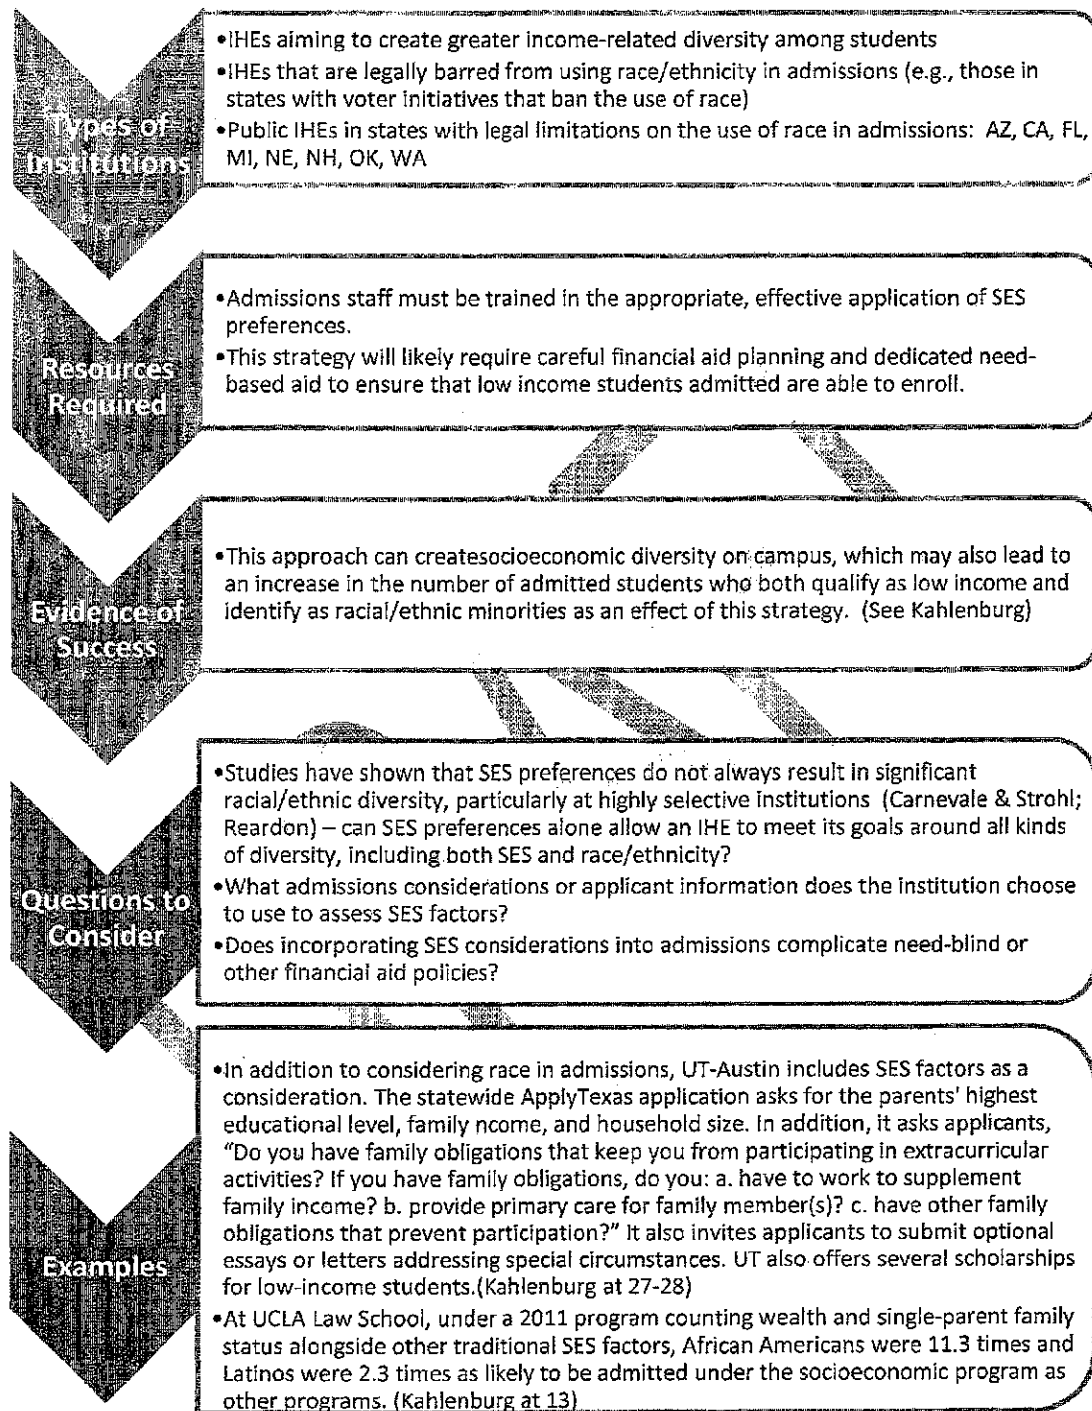 Types of
Institutions
•IHEs aiming to create greater income-related diversity among students
•IHEs that are legally barred from using race/ethnicity in admissions (e.g., those in
states with voter initiatives that ban the use of race)
•Public IHEs in states with legal limitations on the use of race in admissions: AZ, CA, FL,
MI, NE, NH, OK, WA
Resources
Required
•Admissions staff must be trained in the appropriate, effective application of SES
preferences.
•This strategy will likely require careful financial aid planning and dedicated need-
based aid to ensure that low income students admitted are able to enroll.
Evidence of
Success
•This approach can createsocioeconomic diversity on campus, which may also lead to
an increase in the number of admitted students who both qualify as low income and
identify as racial/ethnic minorities as an effect of this strategy. (See Kahlenburg)
Questions to
Consider
•Studies have shown that SES preferences do not always result in significant
racial/ethnic diversity, particularly at highly selective institutions (Carnevale & Strohl;
Reardon) – can SES preferences alone allow an IHE to meet its goals around all kinds
of diversity, including both SES and race/ethnicity?
•What admissions considerations or applicant information does the institution choose
to use to assess SES factors?
•Does incorporating SES considerations into admissions complicate need-blind or
other financial aid policies?
Examples
•In addition to considering race in admissions, UT-Austin includes SES factors as a
consideration. The statewide ApplyTexas application asks for the parents' highest
educational level, family ncome, and household size. In addition, it asks applicants,
"Do you have family obligations that keep you from participating in extracurricular
activities? If you have family obligations, do you: a. have to work to supplement
family income? b. provide primary care for family member(s)? c. have other family
obligations that prevent participation?" It also invites applicants to submit optional
essays or letters addressing special circumstances. UT also offers several scholarships
for low-income students.(Kahlenburg at 27-28)
•At UCLA Law School, under a 2011 program counting wealth and single-parent family
status alongside other traditional SES factors, African Americans were 11.3 times and
Latinos were 2.3 times as likely to be admitted under the socioeconomic program as
other programs. (Kahlenburg at 13)